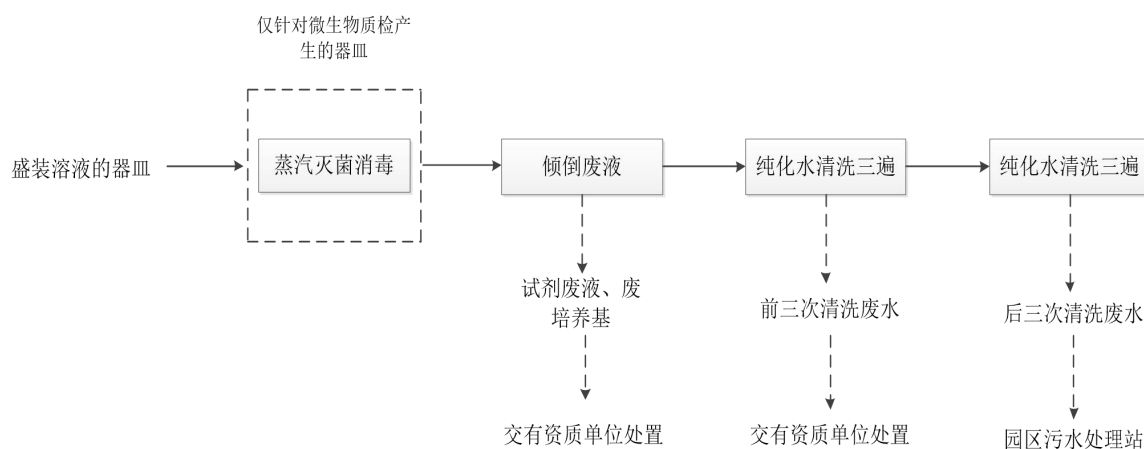 仅针对微生物质检产
生的器皿
盛装溶液的器皿
蒸汽灭菌消毒
倾倒废液
纯化水清洗三遍
纯化水清洗三遍
试剂废液、废
培养基
前三次清洗废水
后三次清洗废水
交有资质单位处置
交有资质单位处置
园区污水处理站